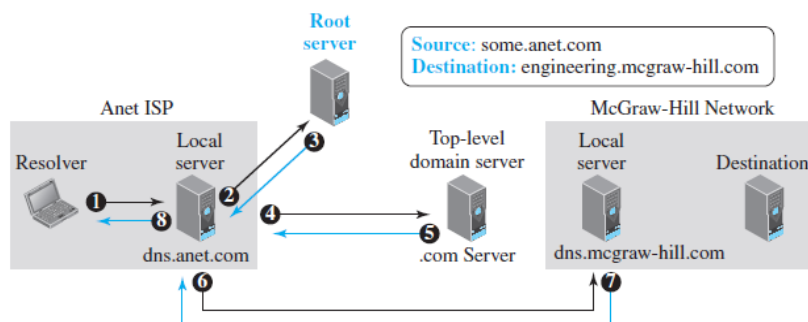 Root
server
Source: some.anet.com
Destination: engineering.mcgraw-hill.com
Anet ISP
McGraw-Hill Network
Resolver
Local
server
Top-level
domain server
Local
server
Destination
1
2
3
4
5
8
dns.anet.com
.com Server
dns.mcgraw-hill.com
6
7